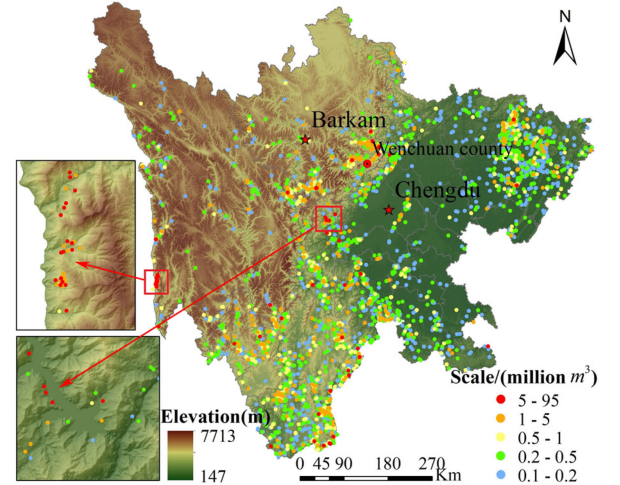 N
Barkam
Wenchuan county
Chengdu
Scale/(million m³)
5 - 95
1 - 5
0.5 - 1
0.2 - 0.5
0.1 - 0.2
Elevation(m)
7713
147
0 45 90 180 270
Km